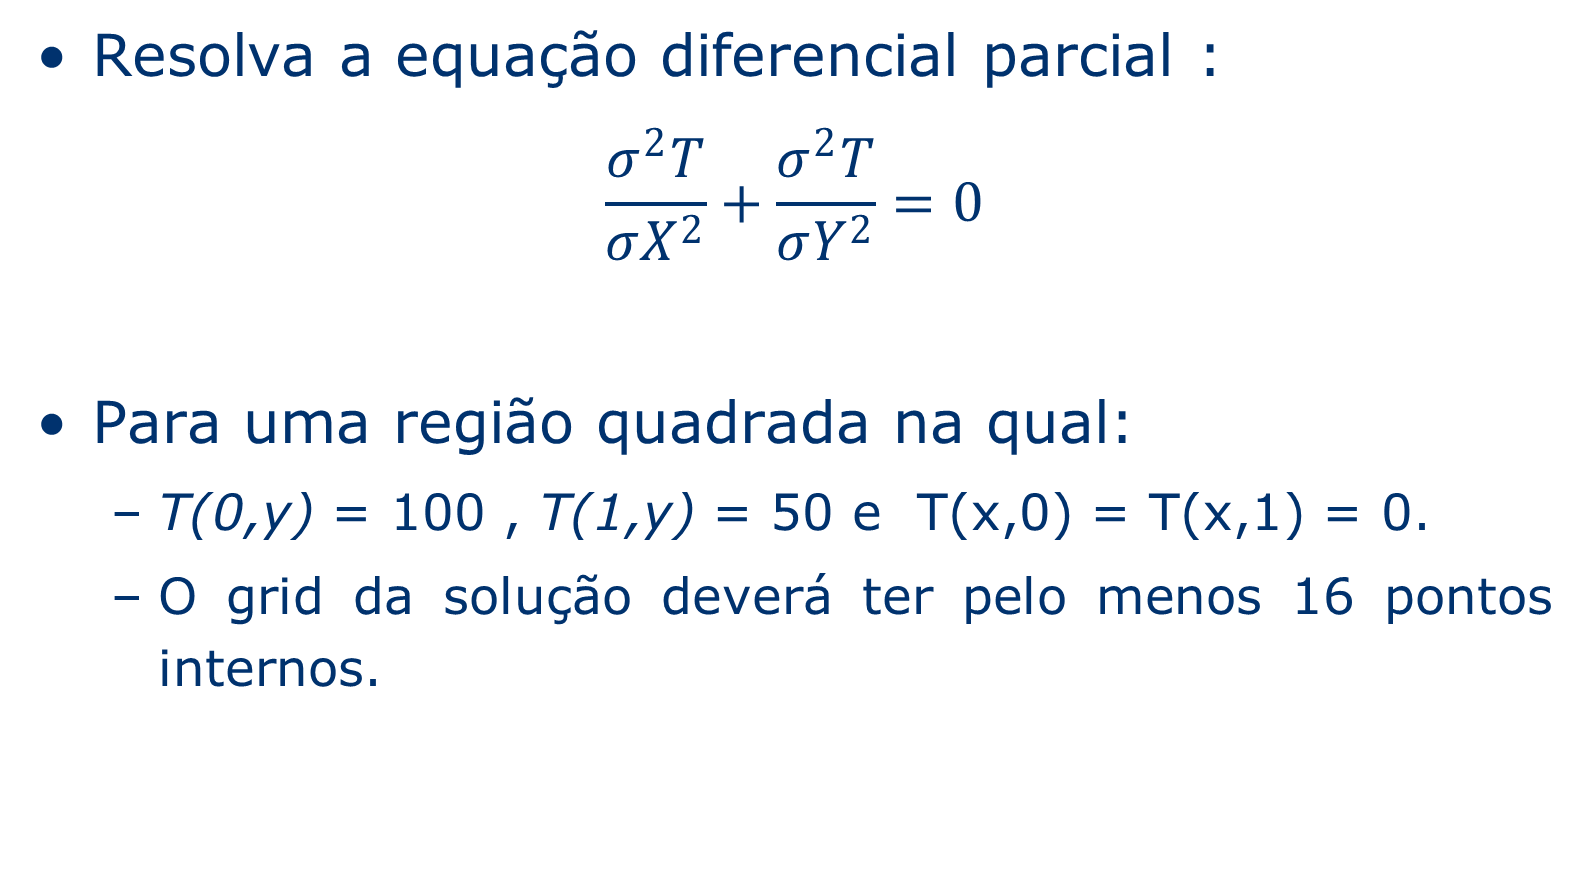 • Resolva a equação diferencial parcial :
σ²T/σX² + σ²T/σY² = 0
• Para uma região quadrada na qual:
– T(0,y) = 100 , T(1,y) = 50 e T(x,0) = T(x,1) = 0.
– O grid da solução deverá ter pelo menos 16 pontos
internos.